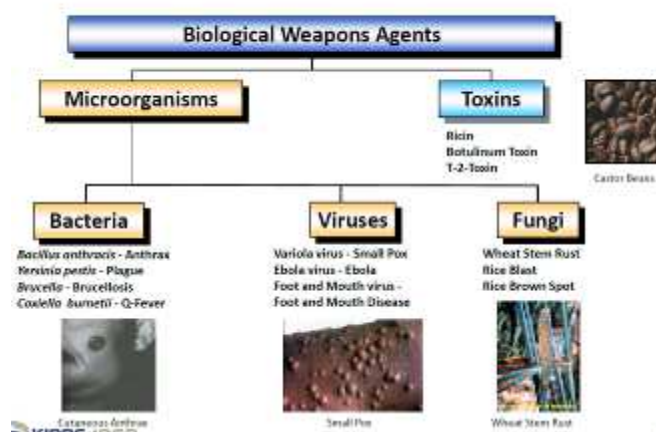 Biological Weapons Agents
Microorganisms
Toxins
Ricin
Botulinum Toxin
T-2-Toxin
Castor Beans
Bacteria
Bacillus anthracis - Anthrax
Yersinia pestis - Plague
Brucella - Brucellosis
Coxiella burnetii - Q-Fever
Cutaneous Anthrax
Viruses
Variola virus - Small Pox
Ebola virus - Ebola
Foot and Mouth virus -
Foot and Mouth Disease
Small Pox
Fungi
Wheat Stem Rust
Rice Blast
Rice Brown Spot
Wheat Stem Rust